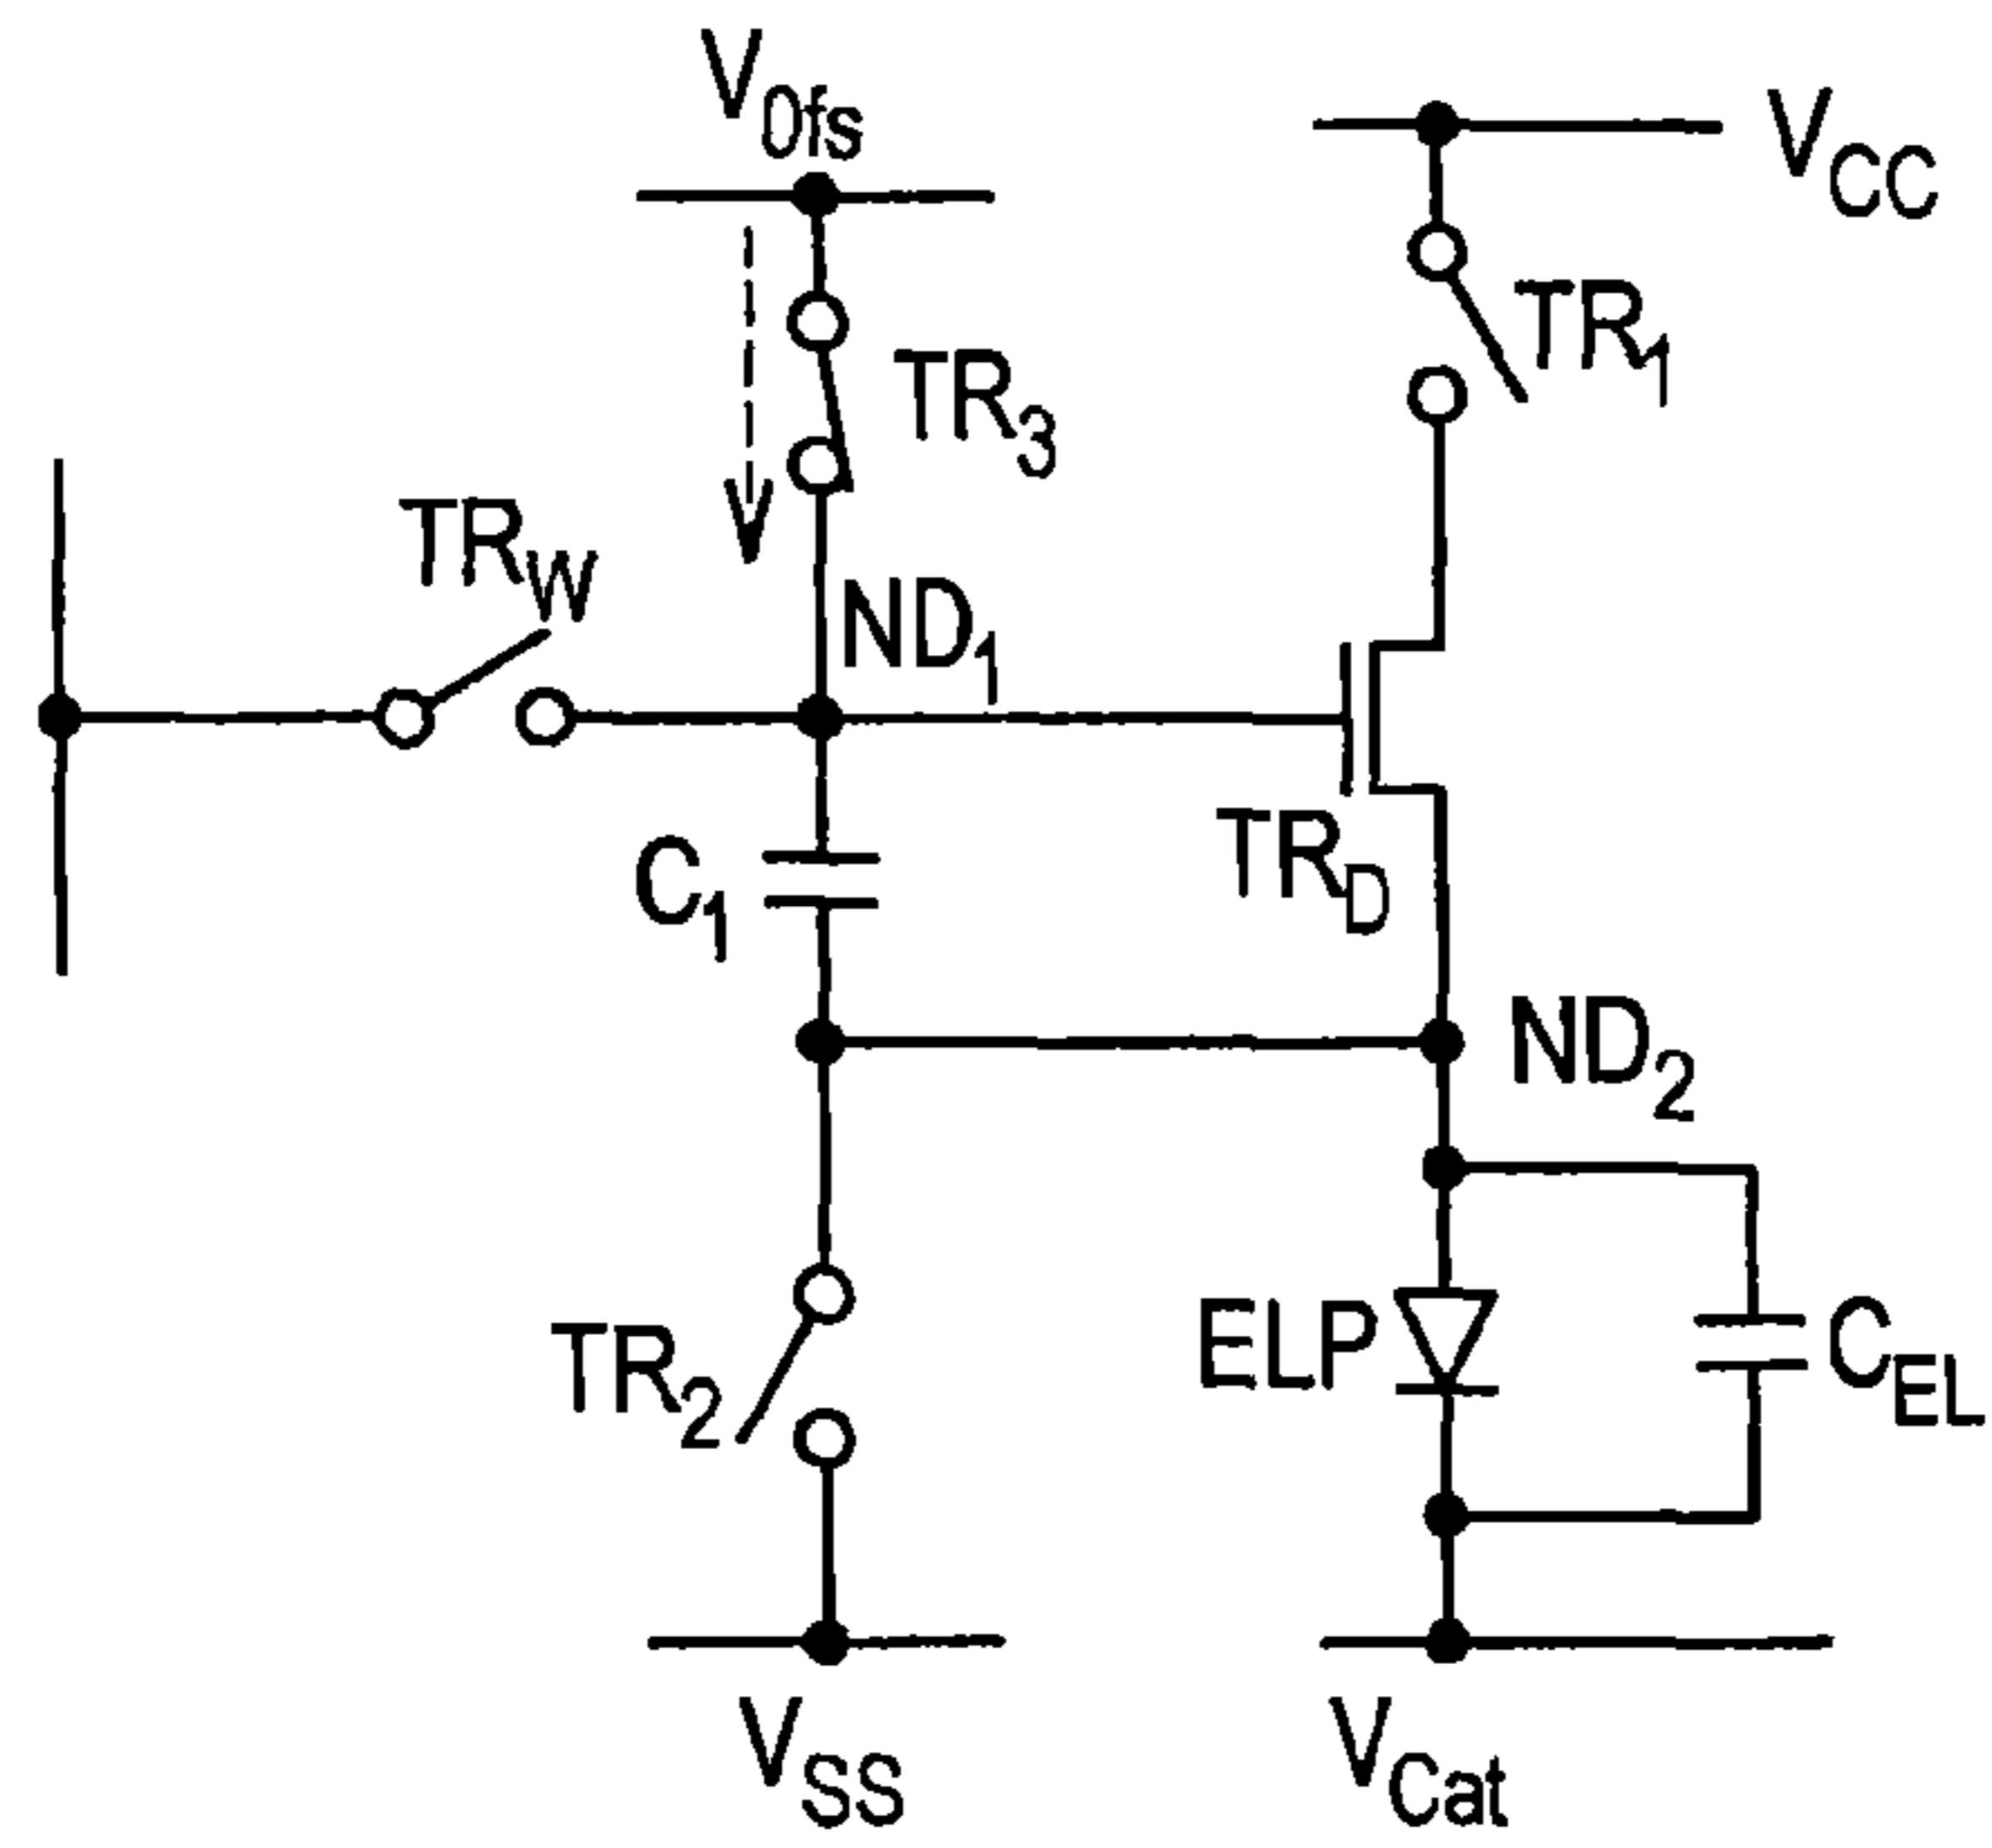 V0fs
VCC
TR1
TR3
TRW
ND1
TRD
C1
ND2
TR2
ELP
CEL
VSS
VCat